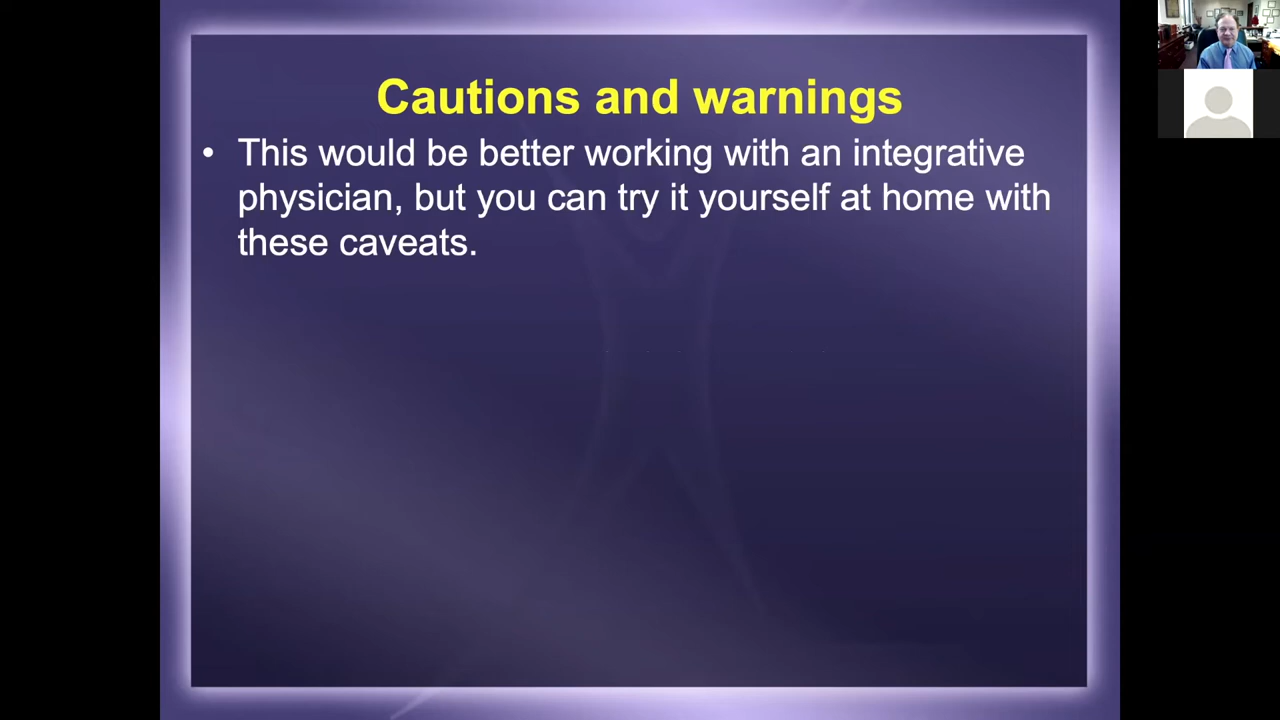 Cautions and warnings
• This would be better working with an integrative
physician, but you can try it yourself at home with
these caveats.